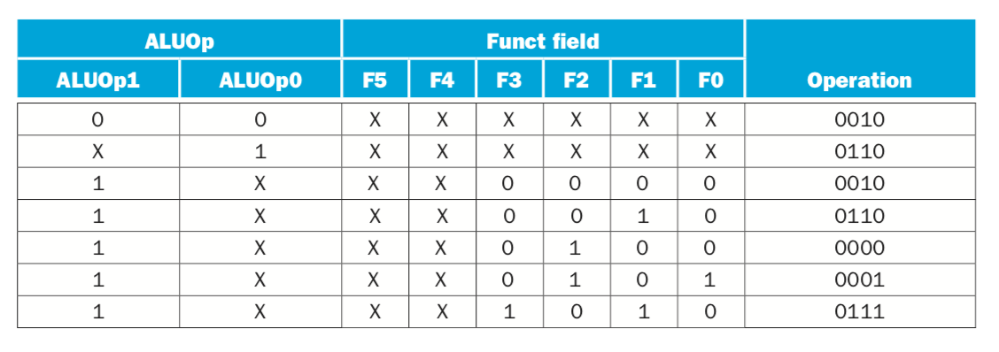 ALUOp Funct field
ALUOp1 ALUOp0 F5 F4 F3 F2 F1 F0 Operation
0 0 X X X X X X 0010
X 1 X X X X X X 0110
1 X X X 0 0 0 0 0010
1 X X X 0 0 1 0 0110
1 X X X 0 1 0 0 0000
1 X X X 0 1 0 1 0001
1 X X X 1 0 1 0 0111